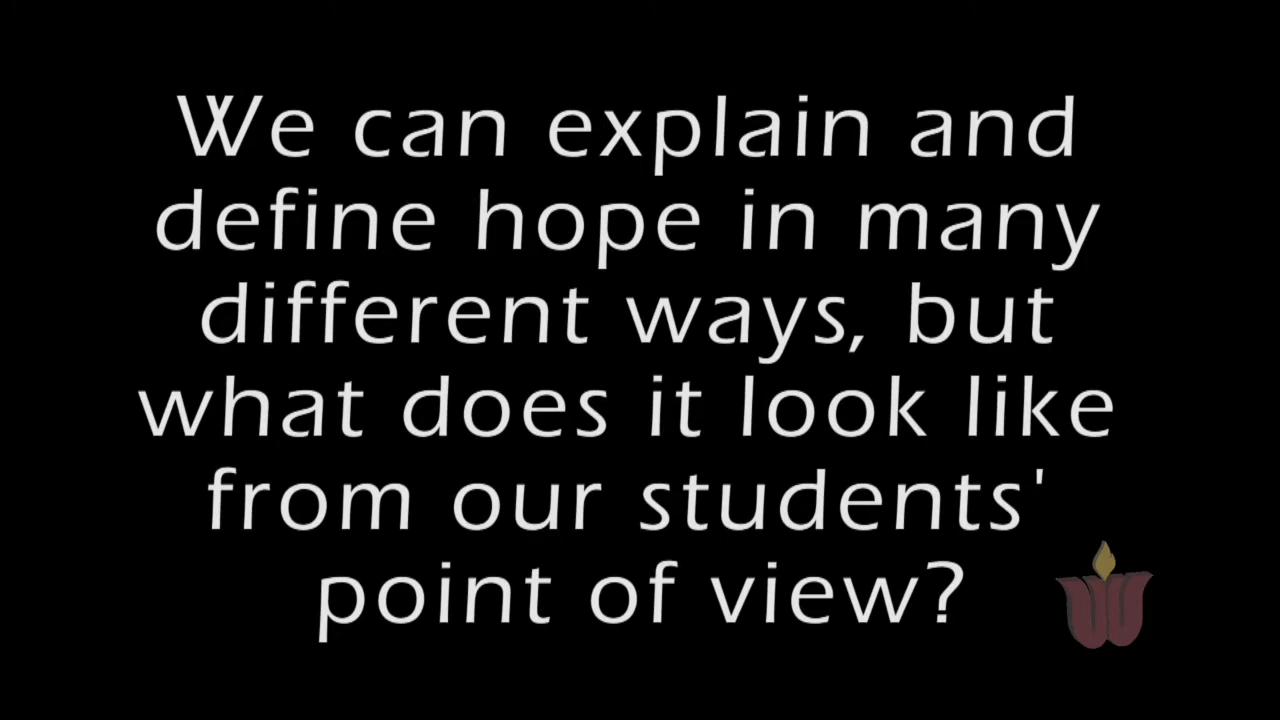 We can explain and
define hope in many
different ways, but
what does it look like
from our students'
point of view?